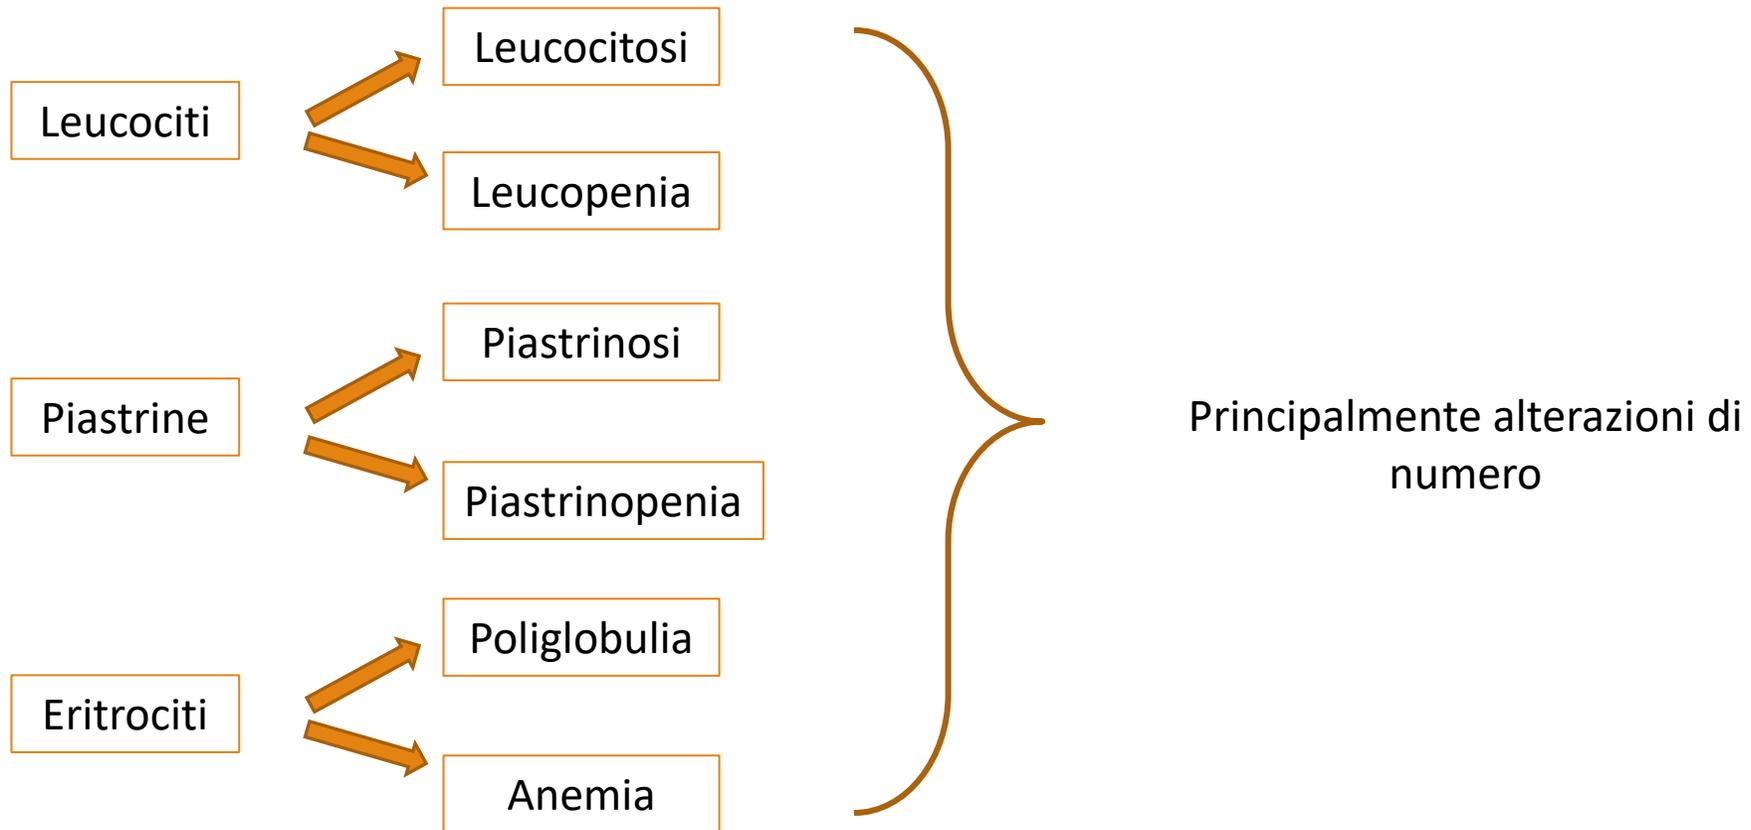 Leucociti
Leucocitosi
Leucopenia
Piastrine
Piastrinosi
Piastrinopenia
Eritrociti
Poliglobulia
Anemia
Principalmente alterazioni di
numero